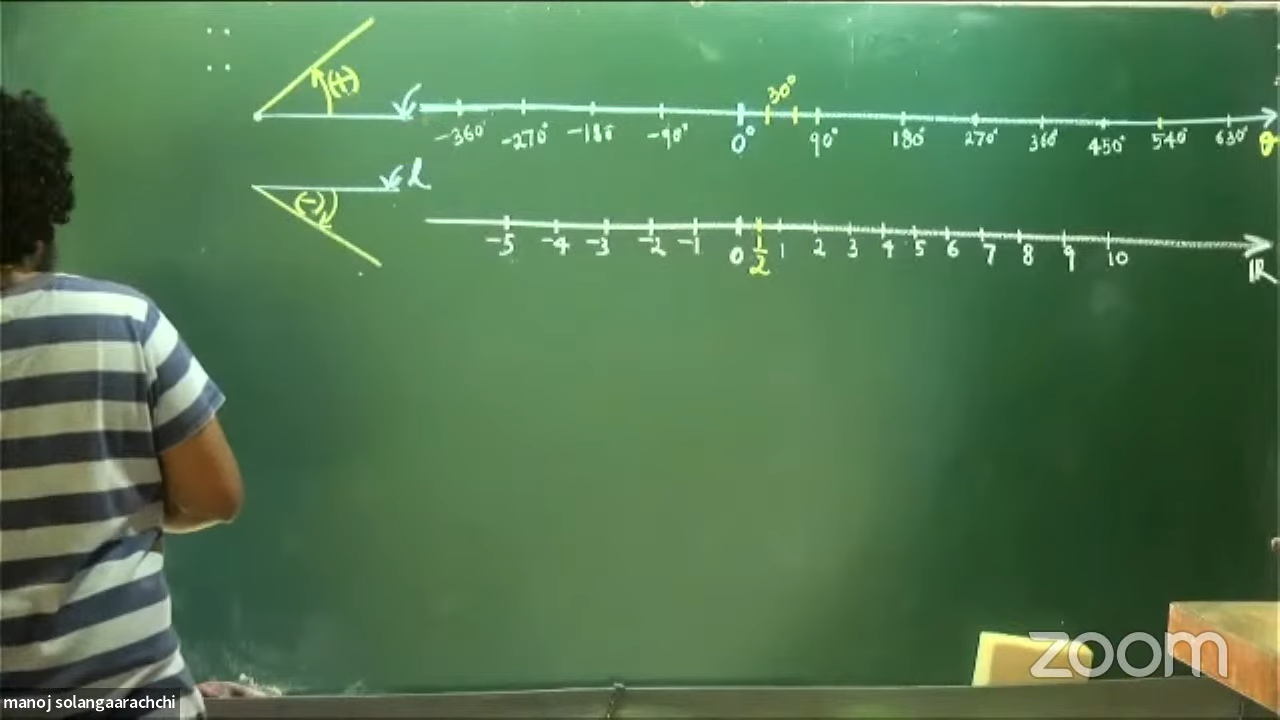 (+)
30°
-360° -270° -180° -90° 0° 90° 180° 270° 360° 450° 540° 630° θ
(-) l
-5 -4 -3 -2 -1 0 1/2 1 2 3 4 5 6 7 8 9 10 IR
zoom
manoj solangaarachchi